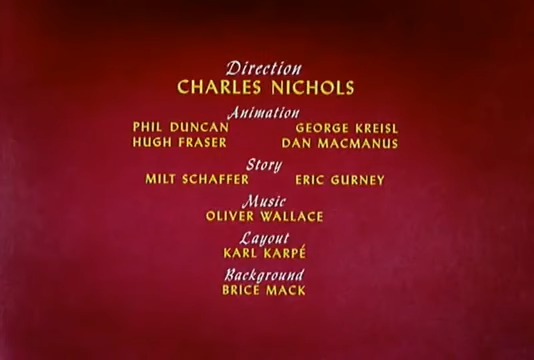 Direction
CHARLES NICHOLS
Animation
PHIL DUNCAN GEORGE KREISL
HUGH FRASER DAN MACMANUS
Story
MILT SCHAFFER ERIC GURNEY
Music
OLIVER WALLACE
Layout
KARL KARPÉ
Background
BRICE MACK